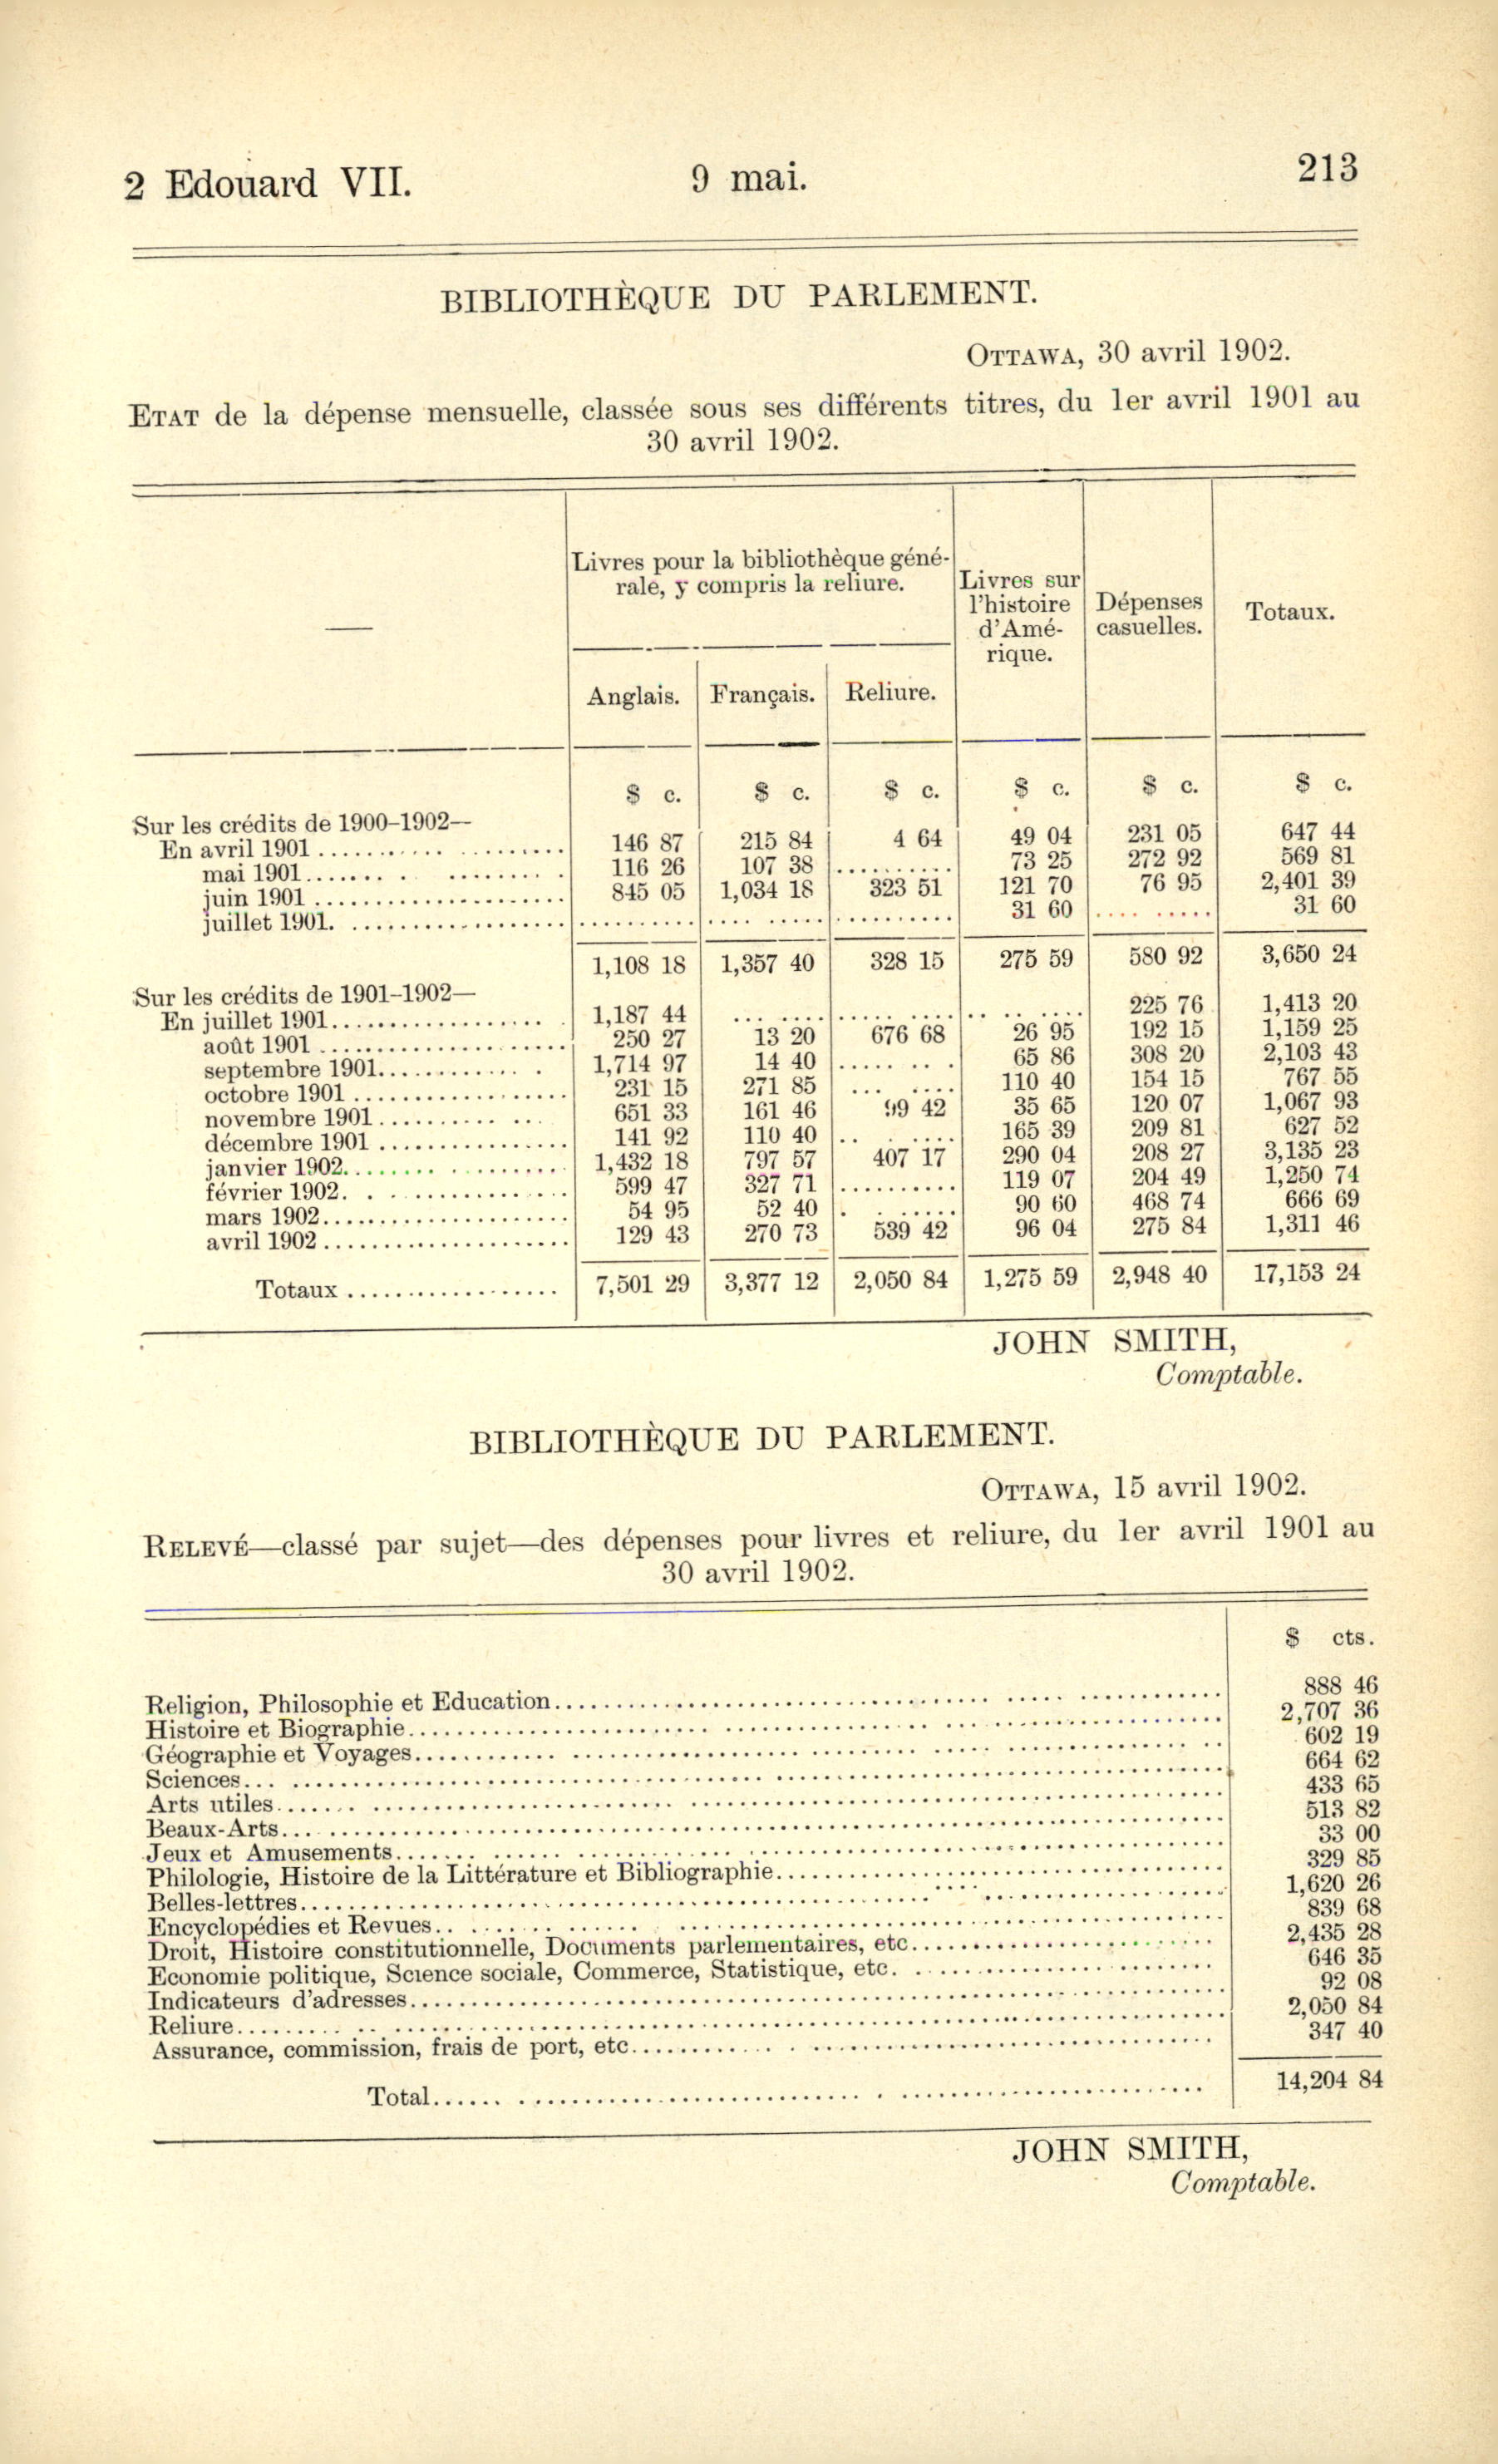 2 Edouard VII. 9 mai. 213
BIBLIOTHÈQUE DU PARLEMENT.
OTTAWA, 30 avril 1902.
ETAT de la dépense mensuelle, classée sous ses différents titres, du 1er avril 1901 au
30 avril 1902.
Livres pour la bibliothèque géné-
rale, y compris la reliure.
Livres sur
l'histoire
d'Amé-
rique.
Dépenses
casuelles.
Totaux.
Anglais. Français. Reliure.
$ c. $ c. $ c. $ c. $ c. $ c.
Sur les crédits de 1900-1902—
En avril 1901 146 87 215 84 4 64 49 04 231 05 647 44
mai 1901 116 26 107 38 73 25 272 92 569 81
juin 1901 845 05 1,034 18 323 51 121 70 76 95 2,401 39
juillet 1901. 31 60 31 60
1,108 18 1,357 40 328 15 275 59 580 92 3,650 24
Sur les crédits de 1901-1902—
En juillet 1901 1,187 44 225 76 1,413 20
août 1901 250 27 13 20 676 68 26 95 192 15 1,159 25
septembre 1901 1,714 97 14 40 65 86 308 20 2,103 43
octobre 1901 231 15 271 85 110 40 154 15 767 55
novembre 1901 651 33 161 46 99 42 35 65 120 07 1,067 93
décembre 1901 141 92 110 40 165 39 209 81 627 52
janvier 1902 1,432 18 797 57 407 17 290 04 208 27 3,135 23
février 1902. 599 47 327 71 119 07 204 49 1,250 74
mars 1902 54 95 52 40 90 60 468 74 666 69
avril 1902 129 43 270 73 539 42 96 04 275 84 1,311 46
Totaux 7,501 29 3,377 12 2,050 84 1,275 59 2,948 40 17,153 24
JOHN SMITH,
Comptable.
BIBLIOTHÈQUE DU PARLEMENT.
OTTAWA, 15 avril 1902.
RELEVÉ—classé par sujet—des dépenses pour livres et reliure, du 1er avril 1901 au
30 avril 1902.
$ cts.
Religion, Philosophie et Education 888 46
Histoire et Biographie 2,707 36
Géographie et Voyages 602 19
Sciences 664 62
Arts utiles 433 65
Beaux-Arts 513 82
Jeux et Amusements 33 00
Philologie, Histoire de la Littérature et Bibliographie 329 85
Belles-lettres 1,620 26
Encyclopédies et Revues 839 68
Droit, Histoire constitutionnelle, Documents parlementaires, etc 2,435 28
Economie politique, Science sociale, Commerce, Statistique, etc. 646 35
Indicateurs d'adresses 92 08
Reliure 2,050 84
Assurance, commission, frais de port, etc 347 40
Total 14,204 84
JOHN SMITH,
Comptable.